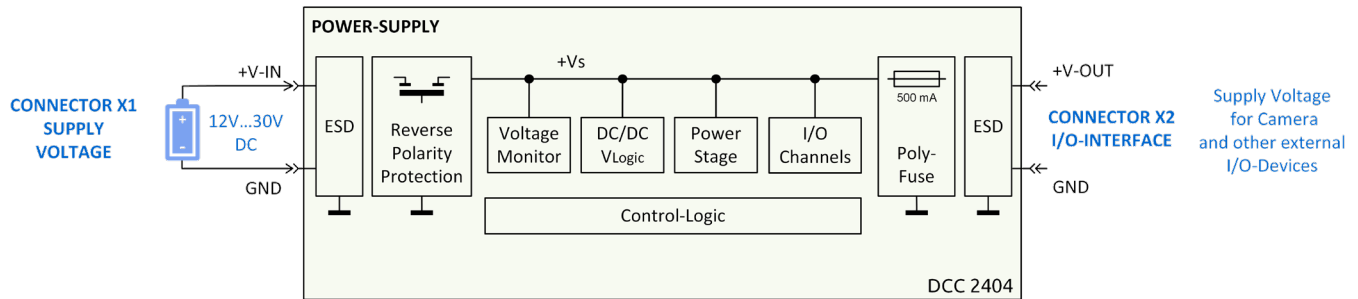 POWER-SUPPLY
+V-IN
CONNECTOR X1
SUPPLY
VOLTAGE
12V...30V
DC
GND
ESD
Reverse
Polarity
Protection
+Vs
Voltage
Monitor
DC/DC
VLogic
Power
Stage
I/O
Channels
Control-Logic
500 mA
Poly-
Fuse
ESD
+V-OUT
CONNECTOR X2
I/O-INTERFACE
GND
Supply Voltage
for Camera
and other external
I/O-Devices
DCC 2404